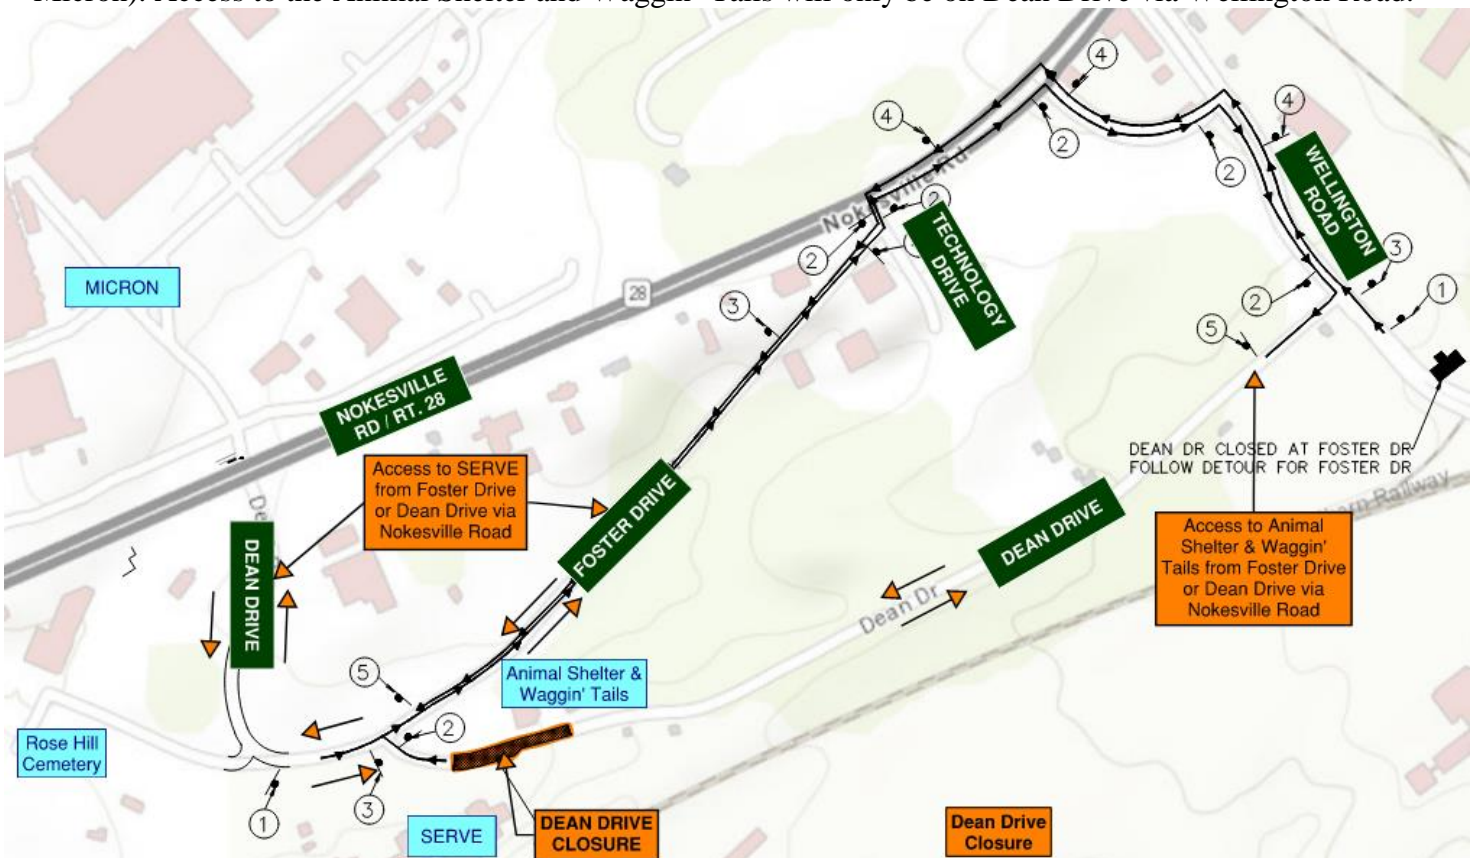 Micron). Access to the Animal Shelter and Waggin' Tails will only be on Dean Drive via Wellington Road.
4
4
4
2
2
WELLINGTON
ROAD
Nokesville Rd
2
2
TECHNOLOGY
DRIVE
3
1
MICRON
28
3
2
5
NOKESVILLE
RD / RT. 28
DEAN DR CLOSED AT FOSTER DR
FOLLOW DETOUR FOR FOSTER DR
Access to SERVE
from Foster Drive
or Dean Drive via
Nokesville Road
FOSTER DRIVE
DEAN DRIVE
Railway
Access to Animal
Shelter & Waggin'
Tails from Foster Drive
or Dean Drive via
Nokesville Road
DEAN DRIVE
Dean Dr
5
Animal Shelter &
Waggin' Tails
2
Rose Hill
Cemetery
1
3
SERVE
DEAN DRIVE
CLOSURE
Dean Drive
Closure